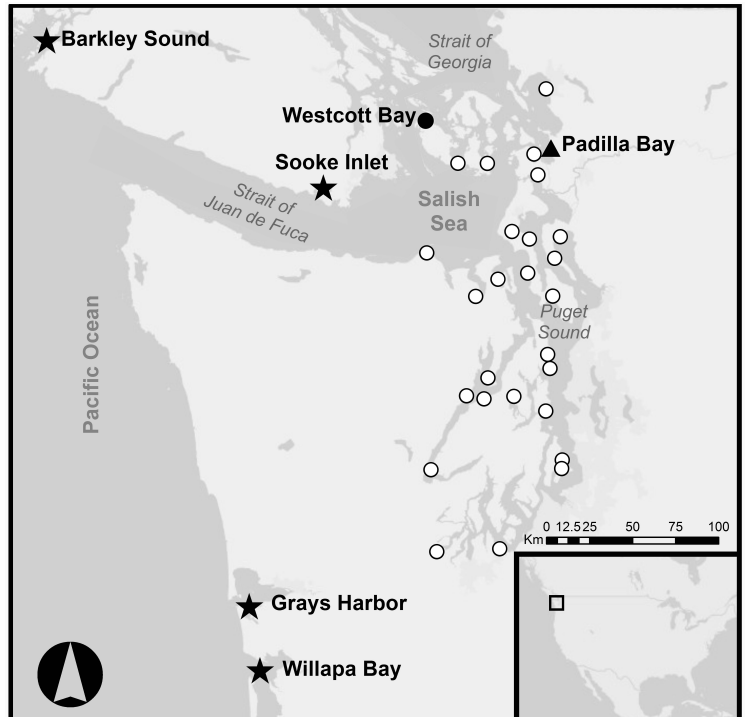 Barkley Sound
Strait of
Georgia
Westcott Bay
Padilla Bay
Sooke Inlet
Strait of
Juan de Fuca
Salish
Sea
Pacific Ocean
Puget
Sound
0 12.5 25 50 75 100
Km
Grays Harbor
Willapa Bay